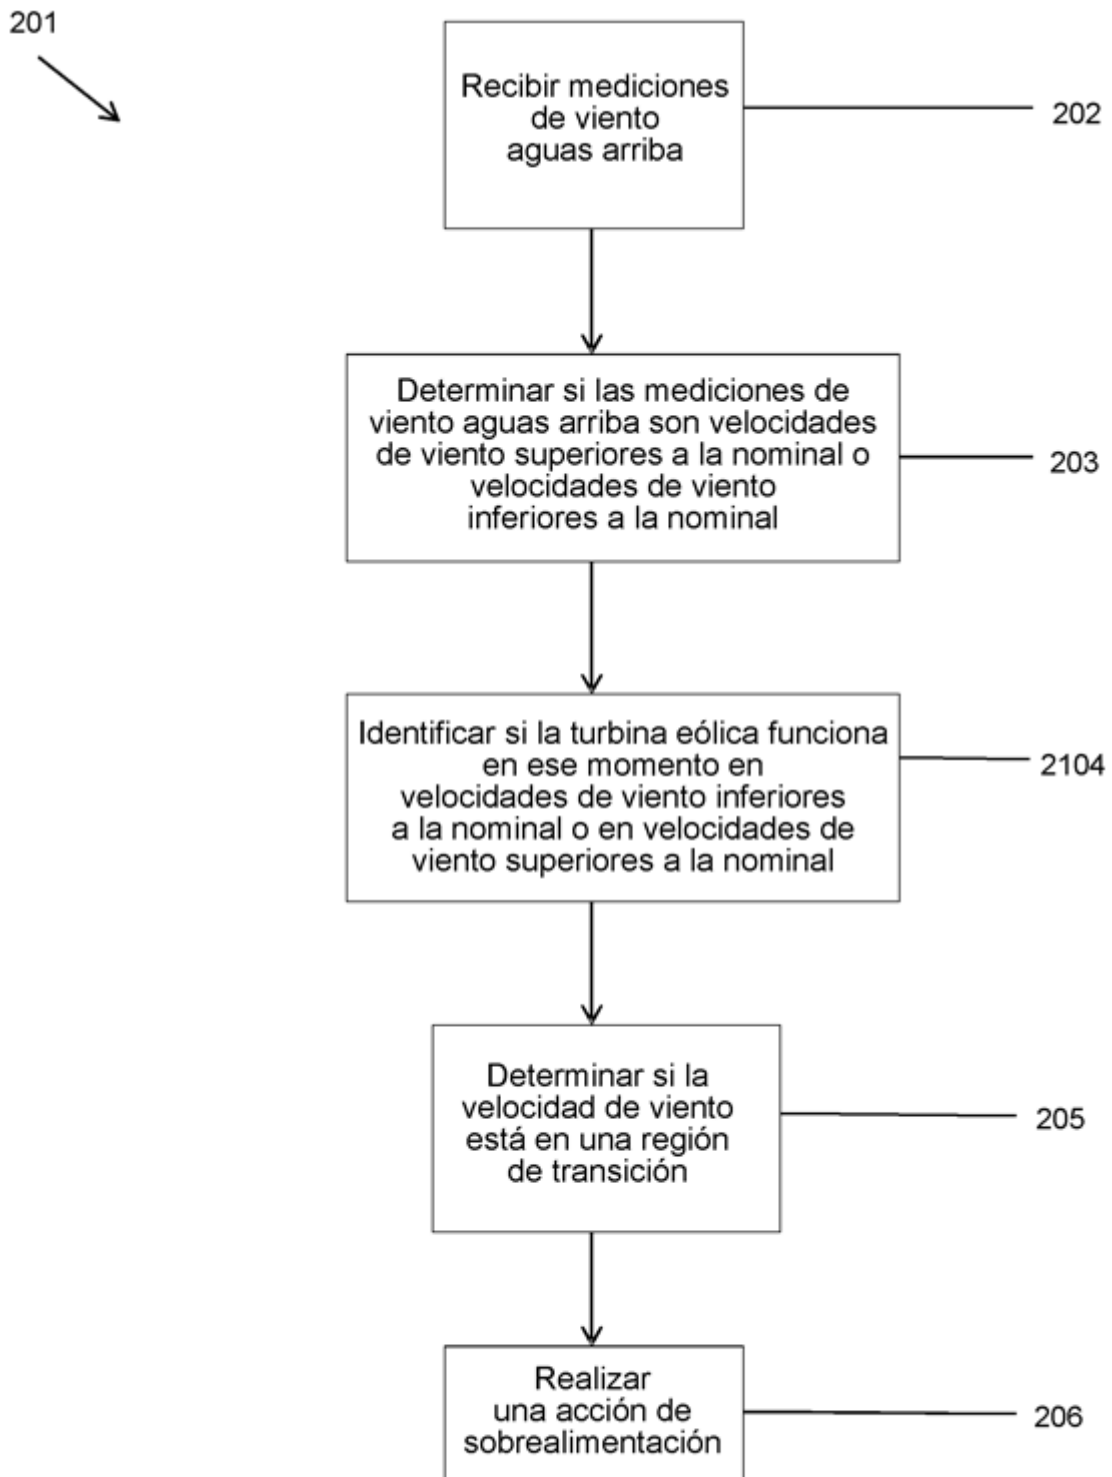 201
Recibir mediciones
de viento
aguas arriba
202
Determinar si las mediciones de
viento aguas arriba son velocidades
de viento superiores a la nominal o
velocidades de viento
inferiores a la nominal
203
Identificar si la turbina eólica funciona
en ese momento en
velocidades de viento inferiores
a la nominal o en velocidades de
viento superiores a la nominal
2104
Determinar si la
velocidad de viento
está en una región
de transición
205
Realizar
una acción de
sobrealimentación
206